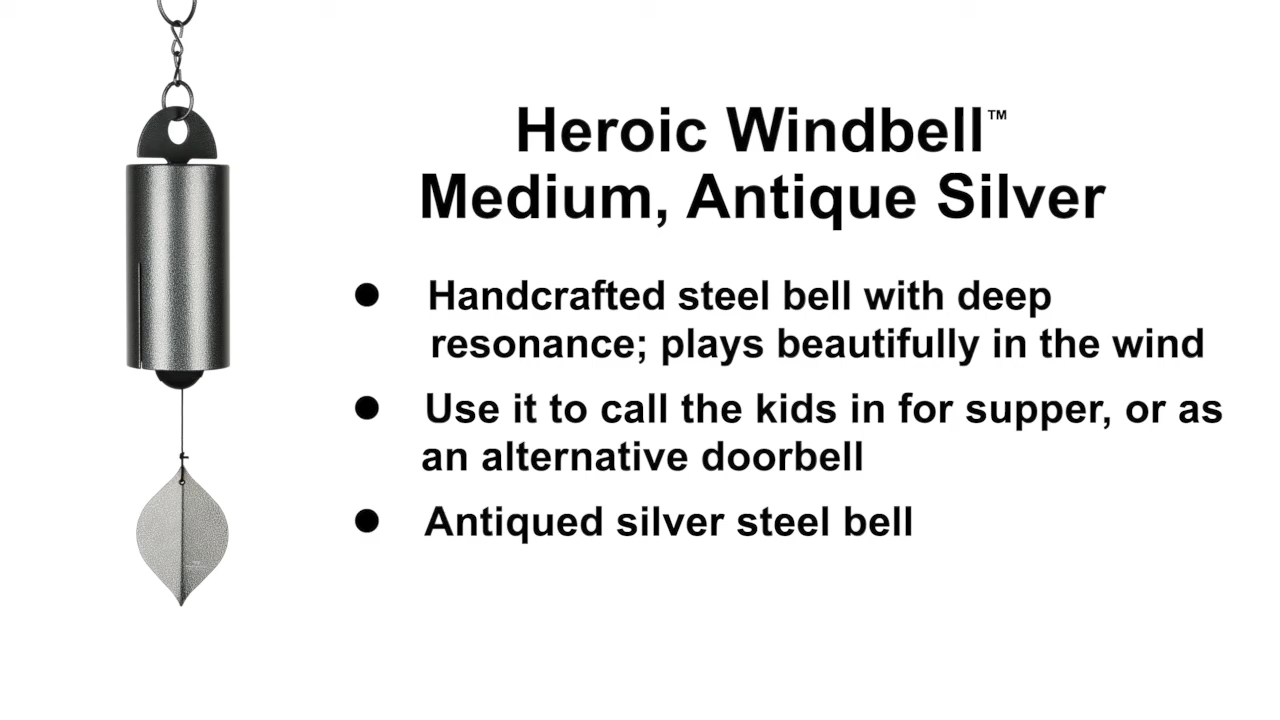 Heroic Windbell™
Medium, Antique Silver
● Handcrafted steel bell with deep
resonance; plays beautifully in the wind
● Use it to call the kids in for supper, or as
an alternative doorbell
● Antiqued silver steel bell